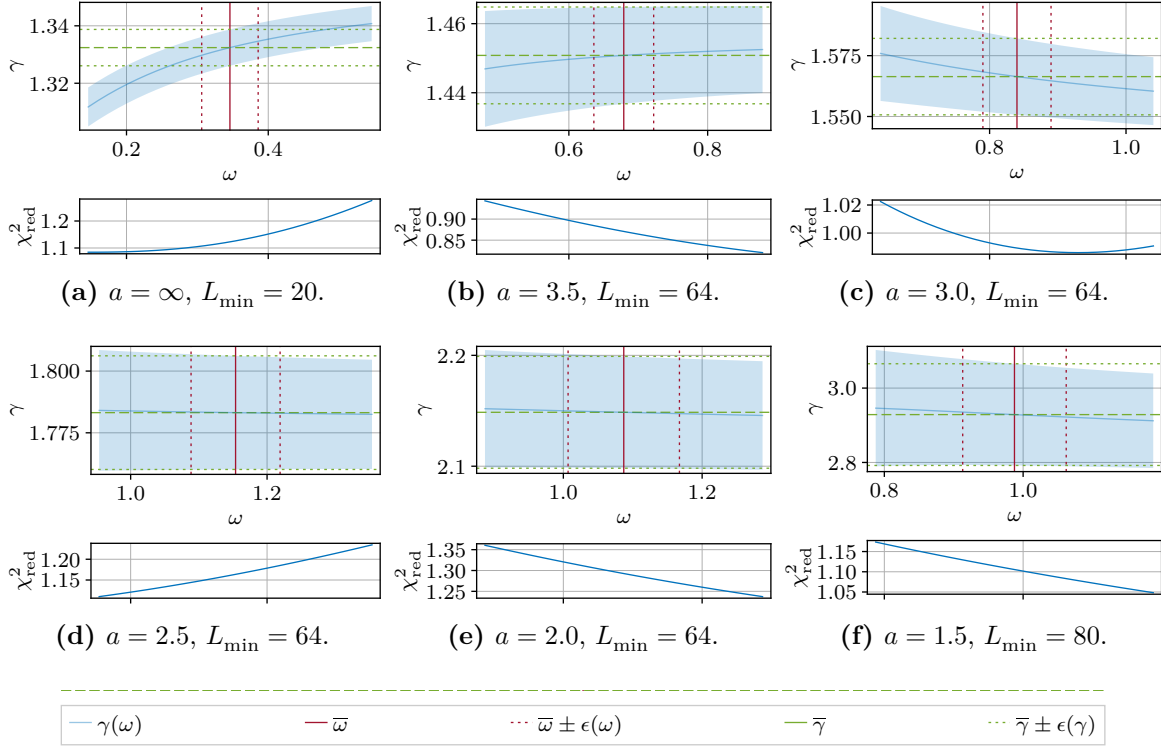 1.34
1.32
γ
0.2 0.4
ω
1.2
1.1
χ²red
(a) a = ∞, Lmin = 20.
1.46
1.44
γ
0.6 0.8
ω
0.90
0.85
χ²red
(b) a = 3.5, Lmin = 64.
1.575
1.550
γ
0.8 1.0
ω
1.02
1.00
χ²red
(c) a = 3.0, Lmin = 64.
1.800
1.775
γ
1.0 1.2
ω
1.20
1.15
χ²red
(d) a = 2.5, Lmin = 64.
2.2
2.1
γ
1.0 1.2
ω
1.35
1.30
1.25
χ²red
(e) a = 2.0, Lmin = 64.
3.0
2.8
γ
0.8 1.0
ω
1.15
1.10
1.05
χ²red
(f) a = 1.5, Lmin = 80.
γ(ω) ω̅ ω̅ ± ϵ(ω) γ̅ γ̅ ± ϵ(γ)